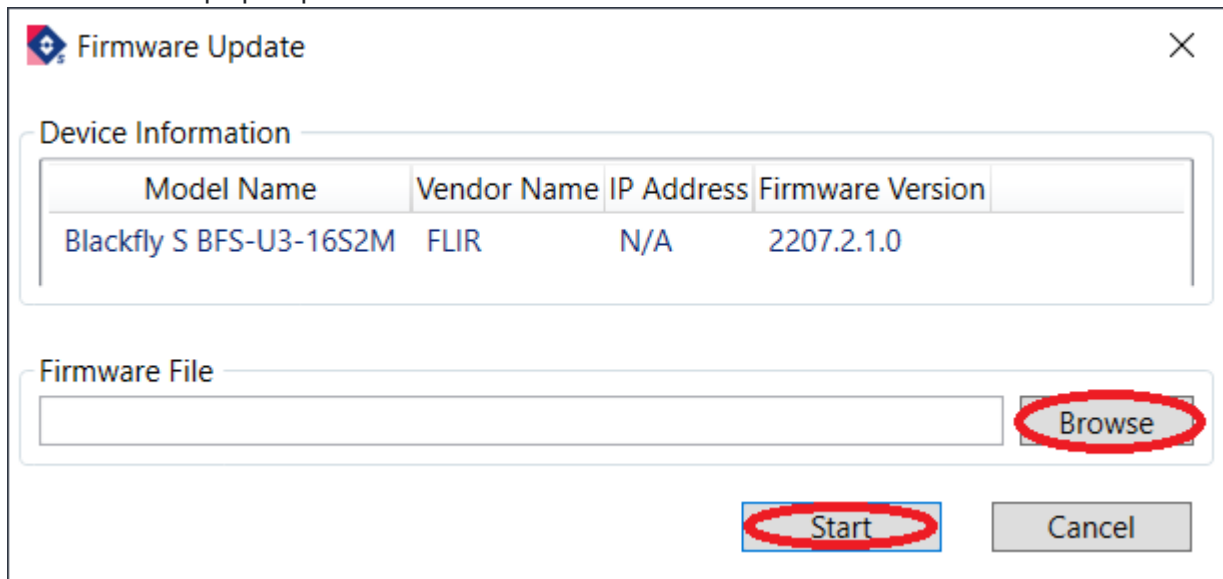 Firmware Update
Device Information
Model Name Vendor Name IP Address Firmware Version
Blackfly S BFS-U3-16S2M FLIR N/A 2207.2.1.0
Firmware File
Browse
Start Cancel